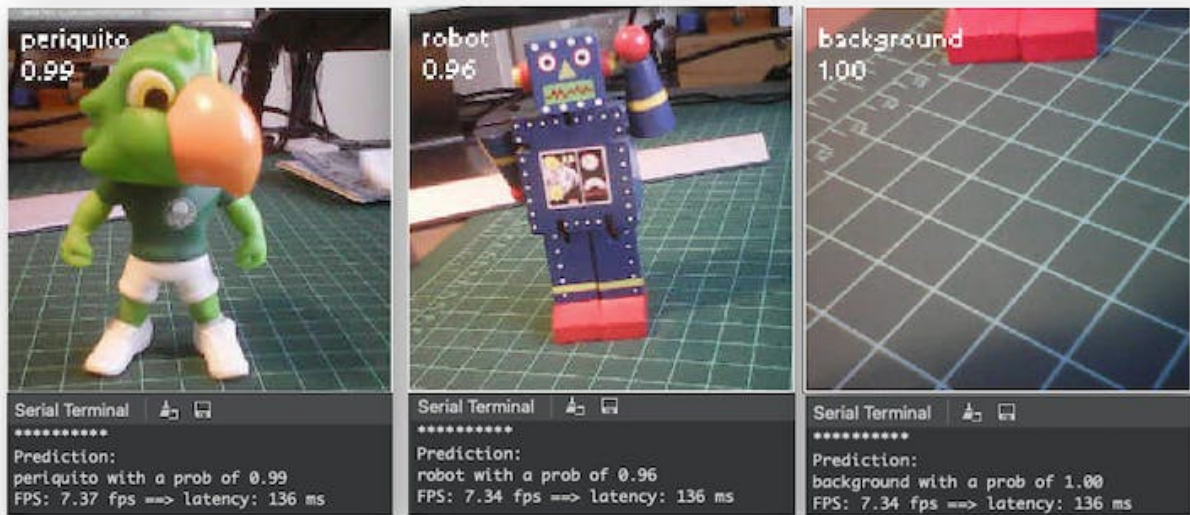 periquito
0.99
Serial Terminal
**********
Prediction:
periquito with a prob of 0.99
FPS: 7.37 fps ==> latency: 136 ms
robot
0.96
Serial Terminal
**********
Prediction:
robot with a prob of 0.96
FPS: 7.34 fps ==> latency: 136 ms
background
1.00
Serial Terminal
**********
Prediction:
background with a prob of 1.00
FPS: 7.34 fps ==> latency: 136 ms